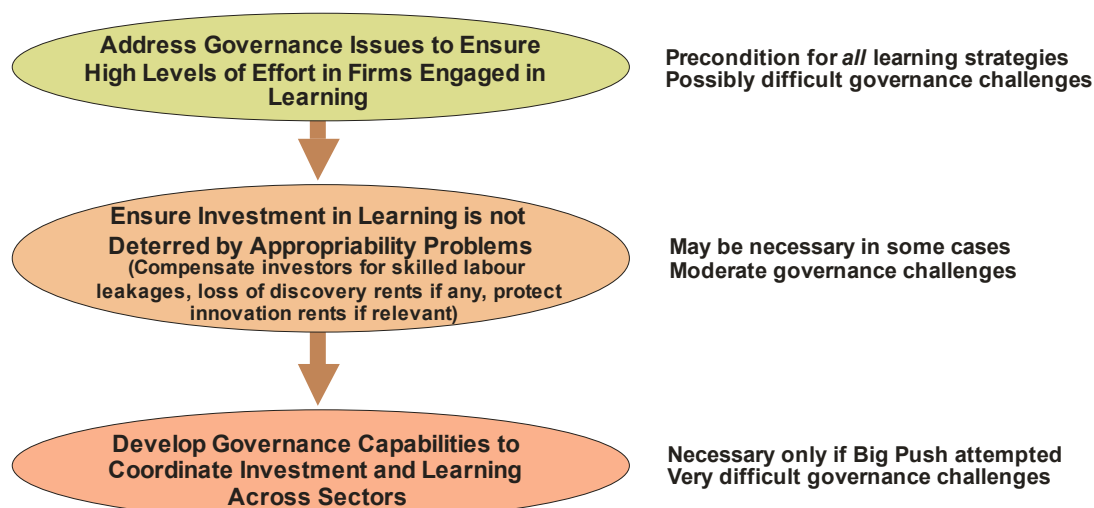 Address Governance Issues to Ensure
High Levels of Effort in Firms Engaged in
Learning
Precondition for all learning strategies
Possibly difficult governance challenges
Ensure Investment in Learning is not
Deterred by Appropriability Problems
(Compensate investors for skilled labour
leakages, loss of discovery rents if any, protect
innovation rents if relevant)
May be necessary in some cases
Moderate governance challenges
Develop Governance Capabilities to
Coordinate Investment and Learning
Across Sectors
Necessary only if Big Push attempted
Very difficult governance challenges